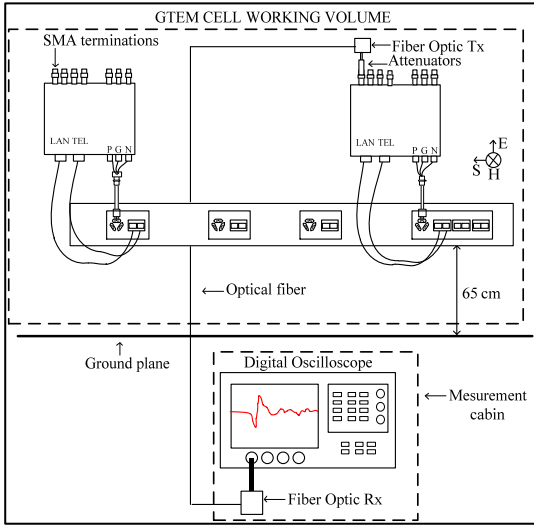 GTEM CELL WORKING VOLUME
SMA terminations
Fiber Optic Tx
Attenuators
LAN TEL
P G N
LAN TEL
P G N
E
S
H
Optical fiber
65 cm
Ground plane
Digital Oscilloscope
Mesurement
cabin
Fiber Optic Rx